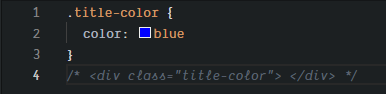 1 .title-color {
2 color: blue
3 }
4 /* <div class="title-color"> </div> */